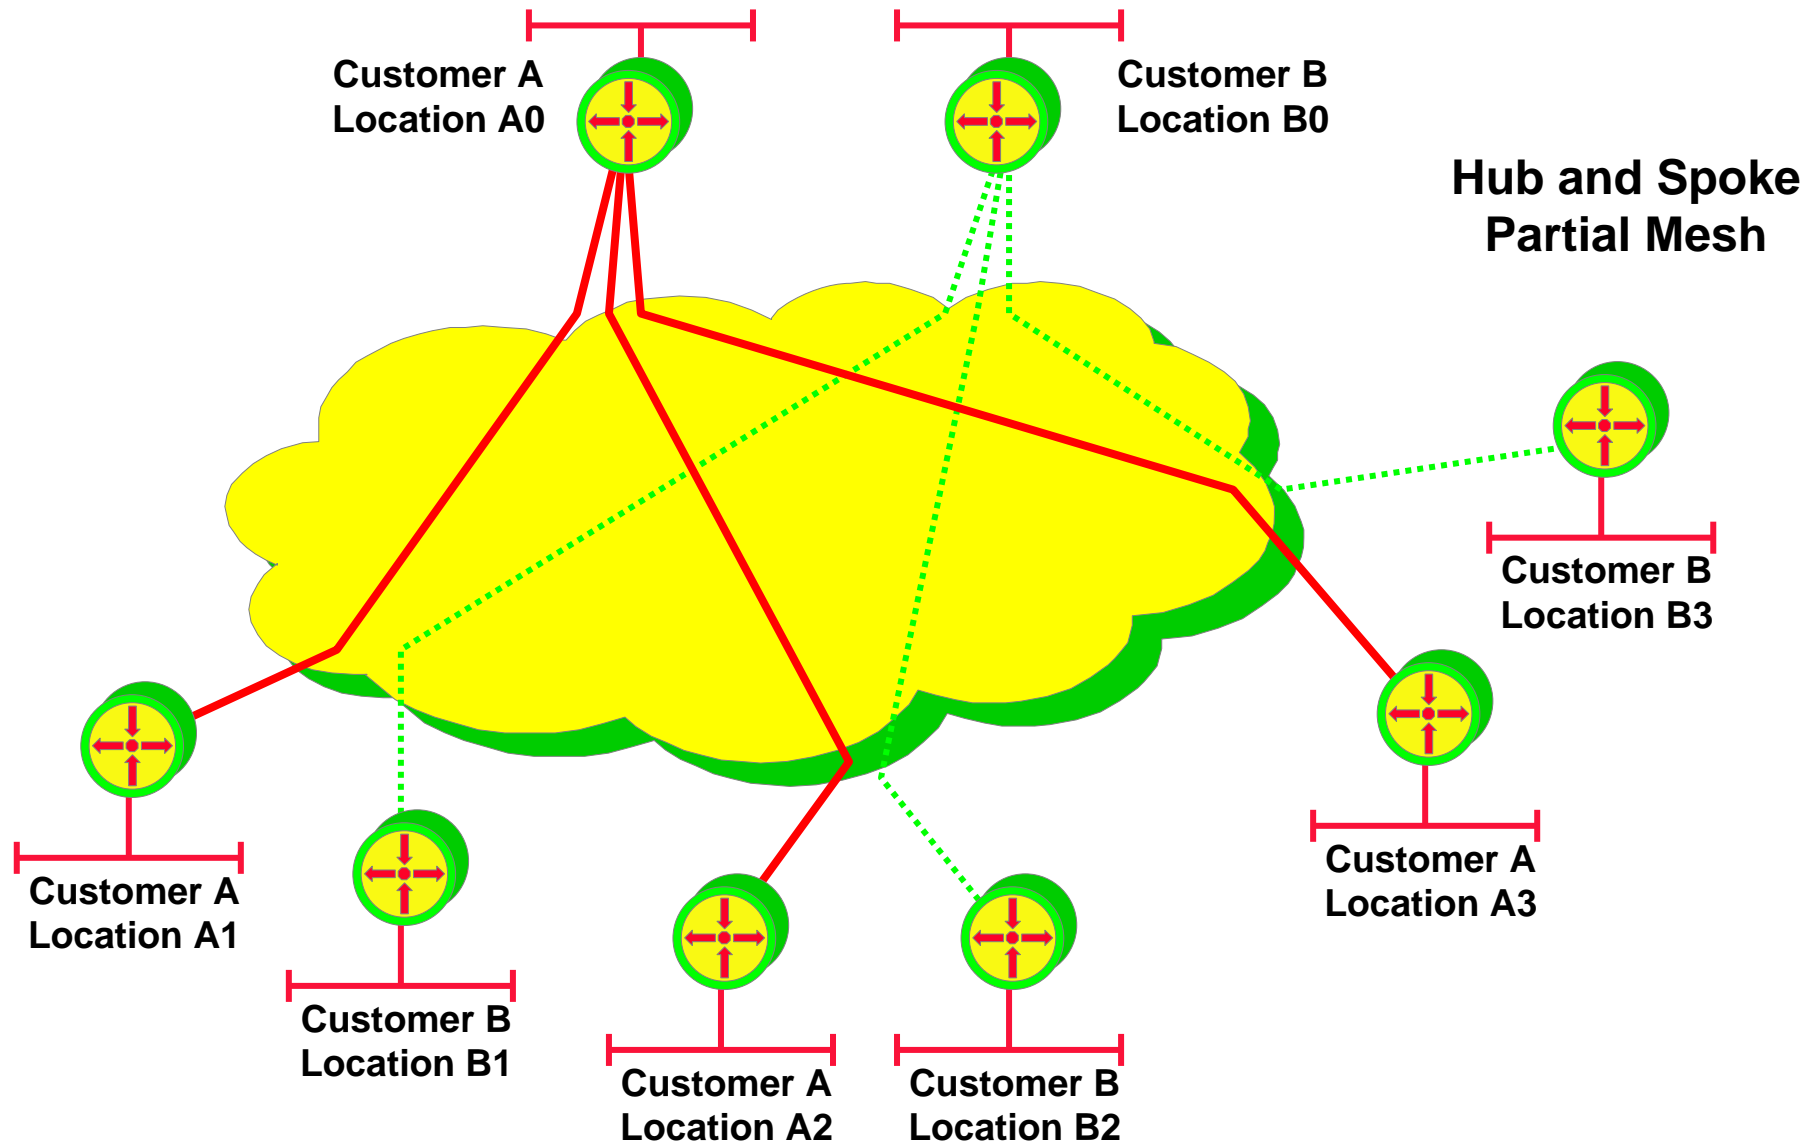 Customer A
Location A0
Customer B
Location B0
Hub and Spoke
Partial Mesh
Customer B
Location B3
Customer A
Location A3
Customer A
Location A1
Customer B
Location B1
Customer A
Location A2
Customer B
Location B2